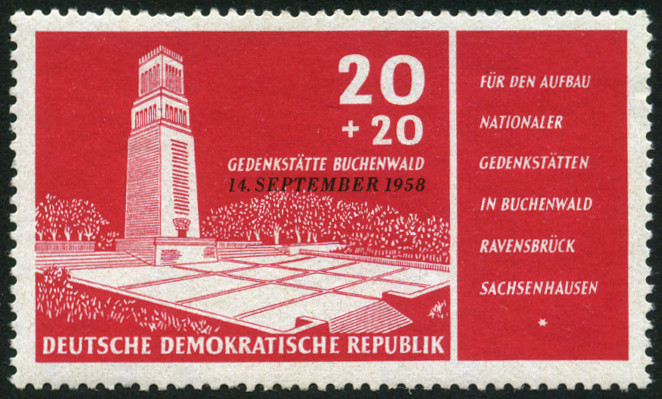 20
+ 20
GEDENKSTÄTTE BUCHENWALD
14. SEPTEMBER 1958
DEUTSCHE DEMOKRATISCHE REPUBLIK
FÜR DEN AUFBAU
NATIONALER
GEDENKSTÄTTEN
IN BUCHENWALD
RAVENSBRÜCK
SACHSENHAUSEN
*